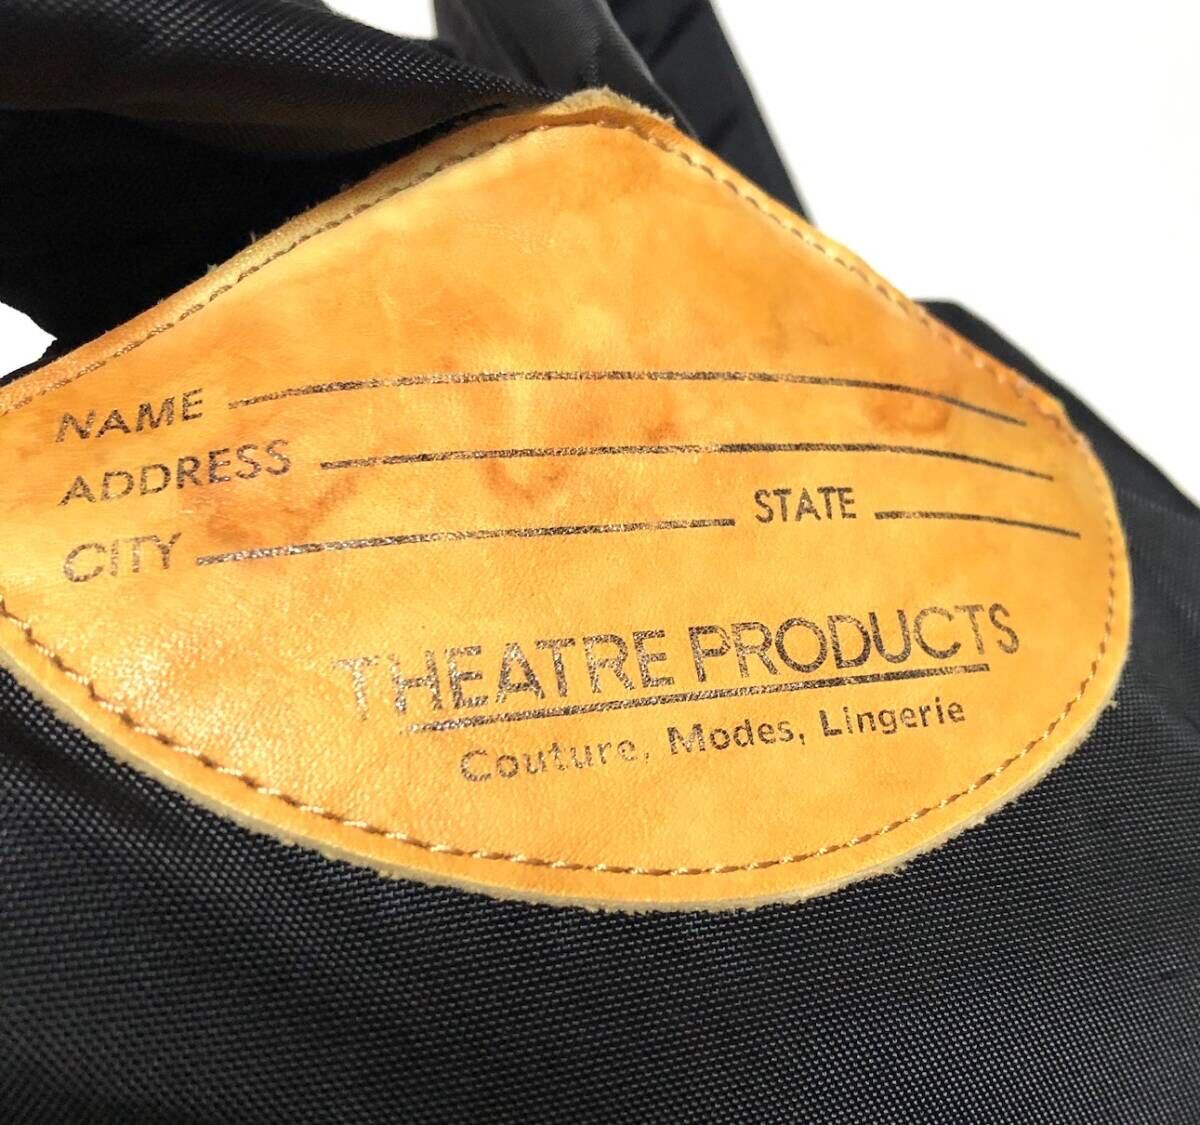 NAME
ADDRESS
CITY STATE
THEATRE PRODUCTS
Couture, Modes, Lingerie